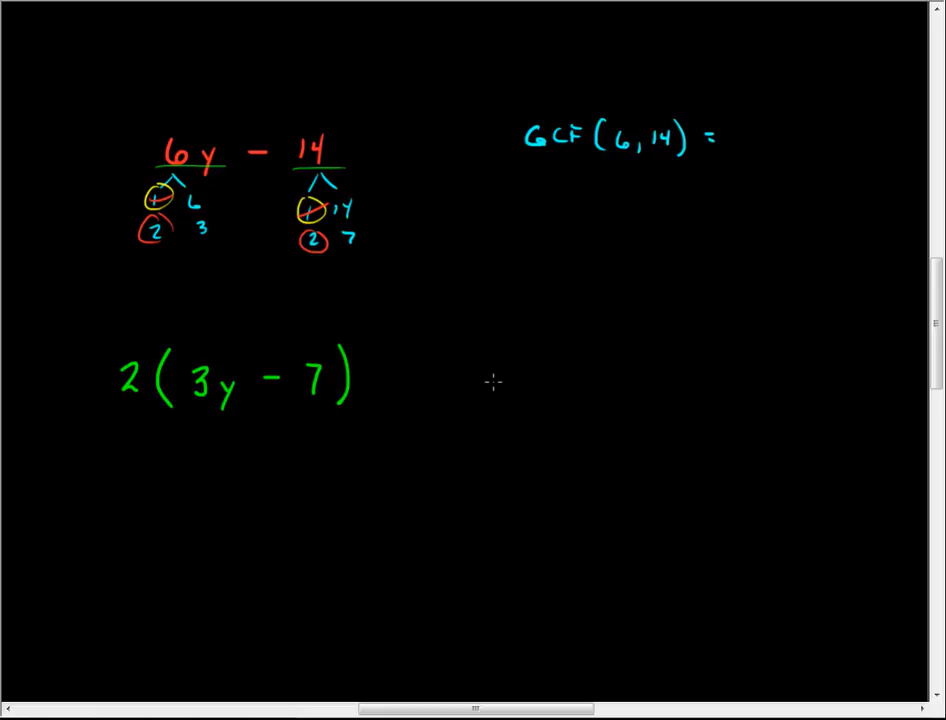 6y - 14
GCF(6, 14) =
1 6 1 14
2 3 2 7
2(3y - 7)